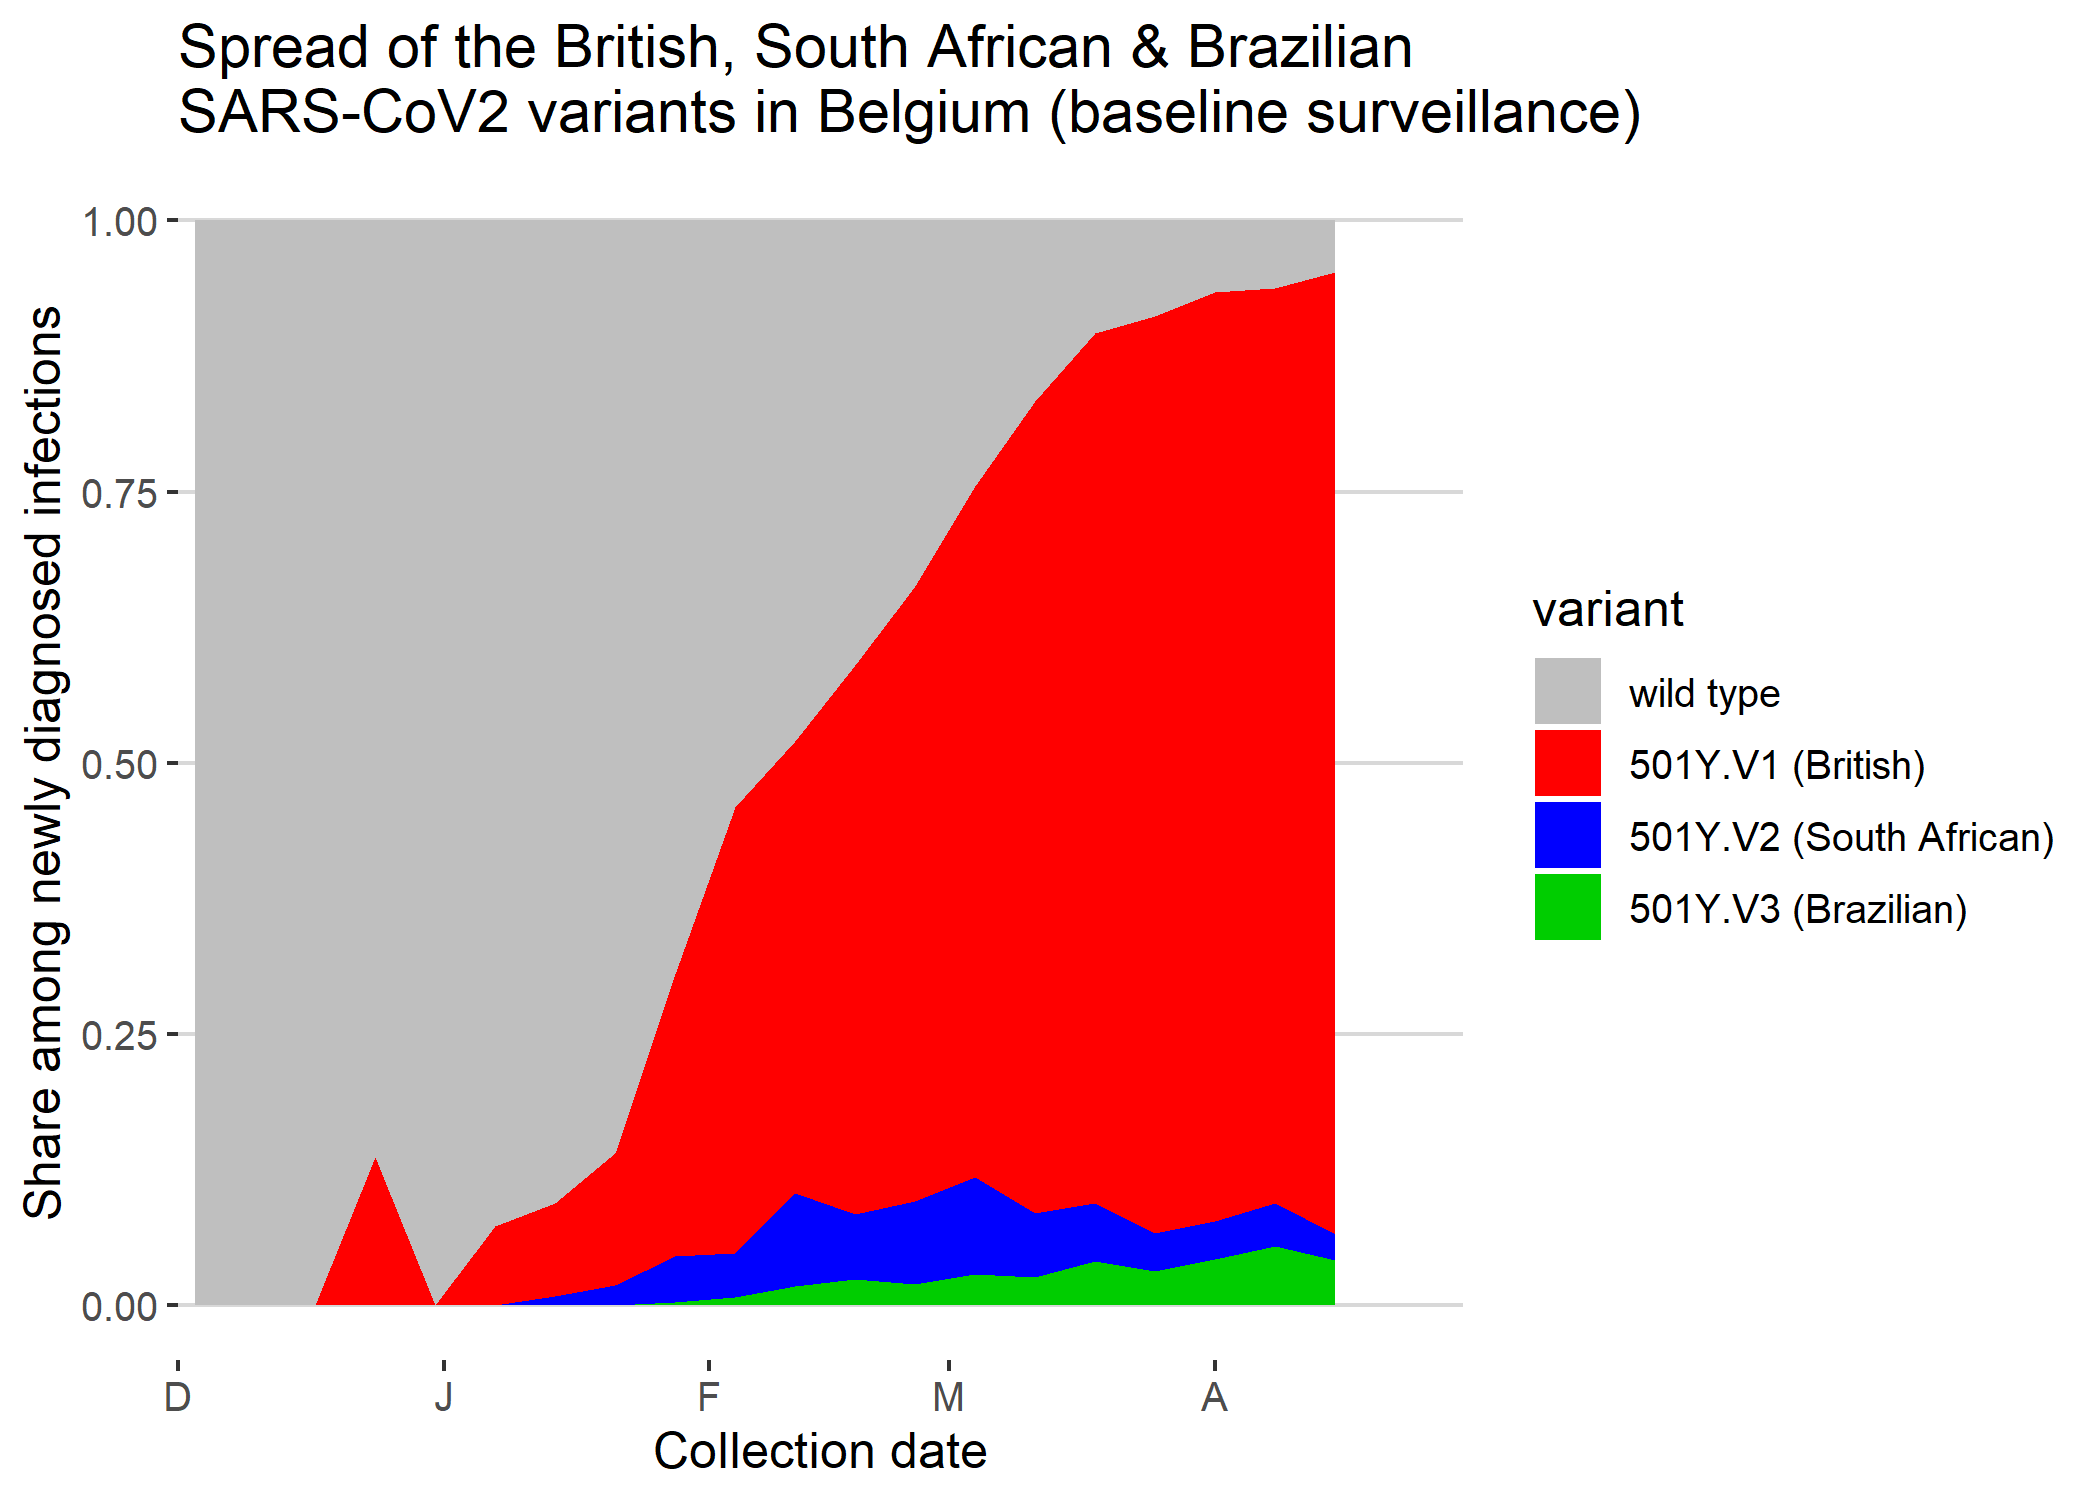 Spread of the British, South African & Brazilian
SARS-CoV2 variants in Belgium (baseline surveillance)
Share among newly diagnosed infections
1.00
0.75
0.50
0.25
0.00
D J F M A
Collection date
variant
wild type
501Y.V1 (British)
501Y.V2 (South African)
501Y.V3 (Brazilian)